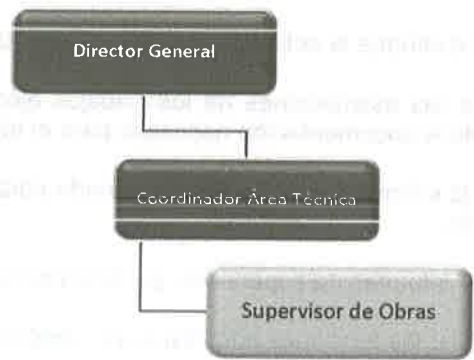 Director General
Coordinador Área Técnica
Supervisor de Obras